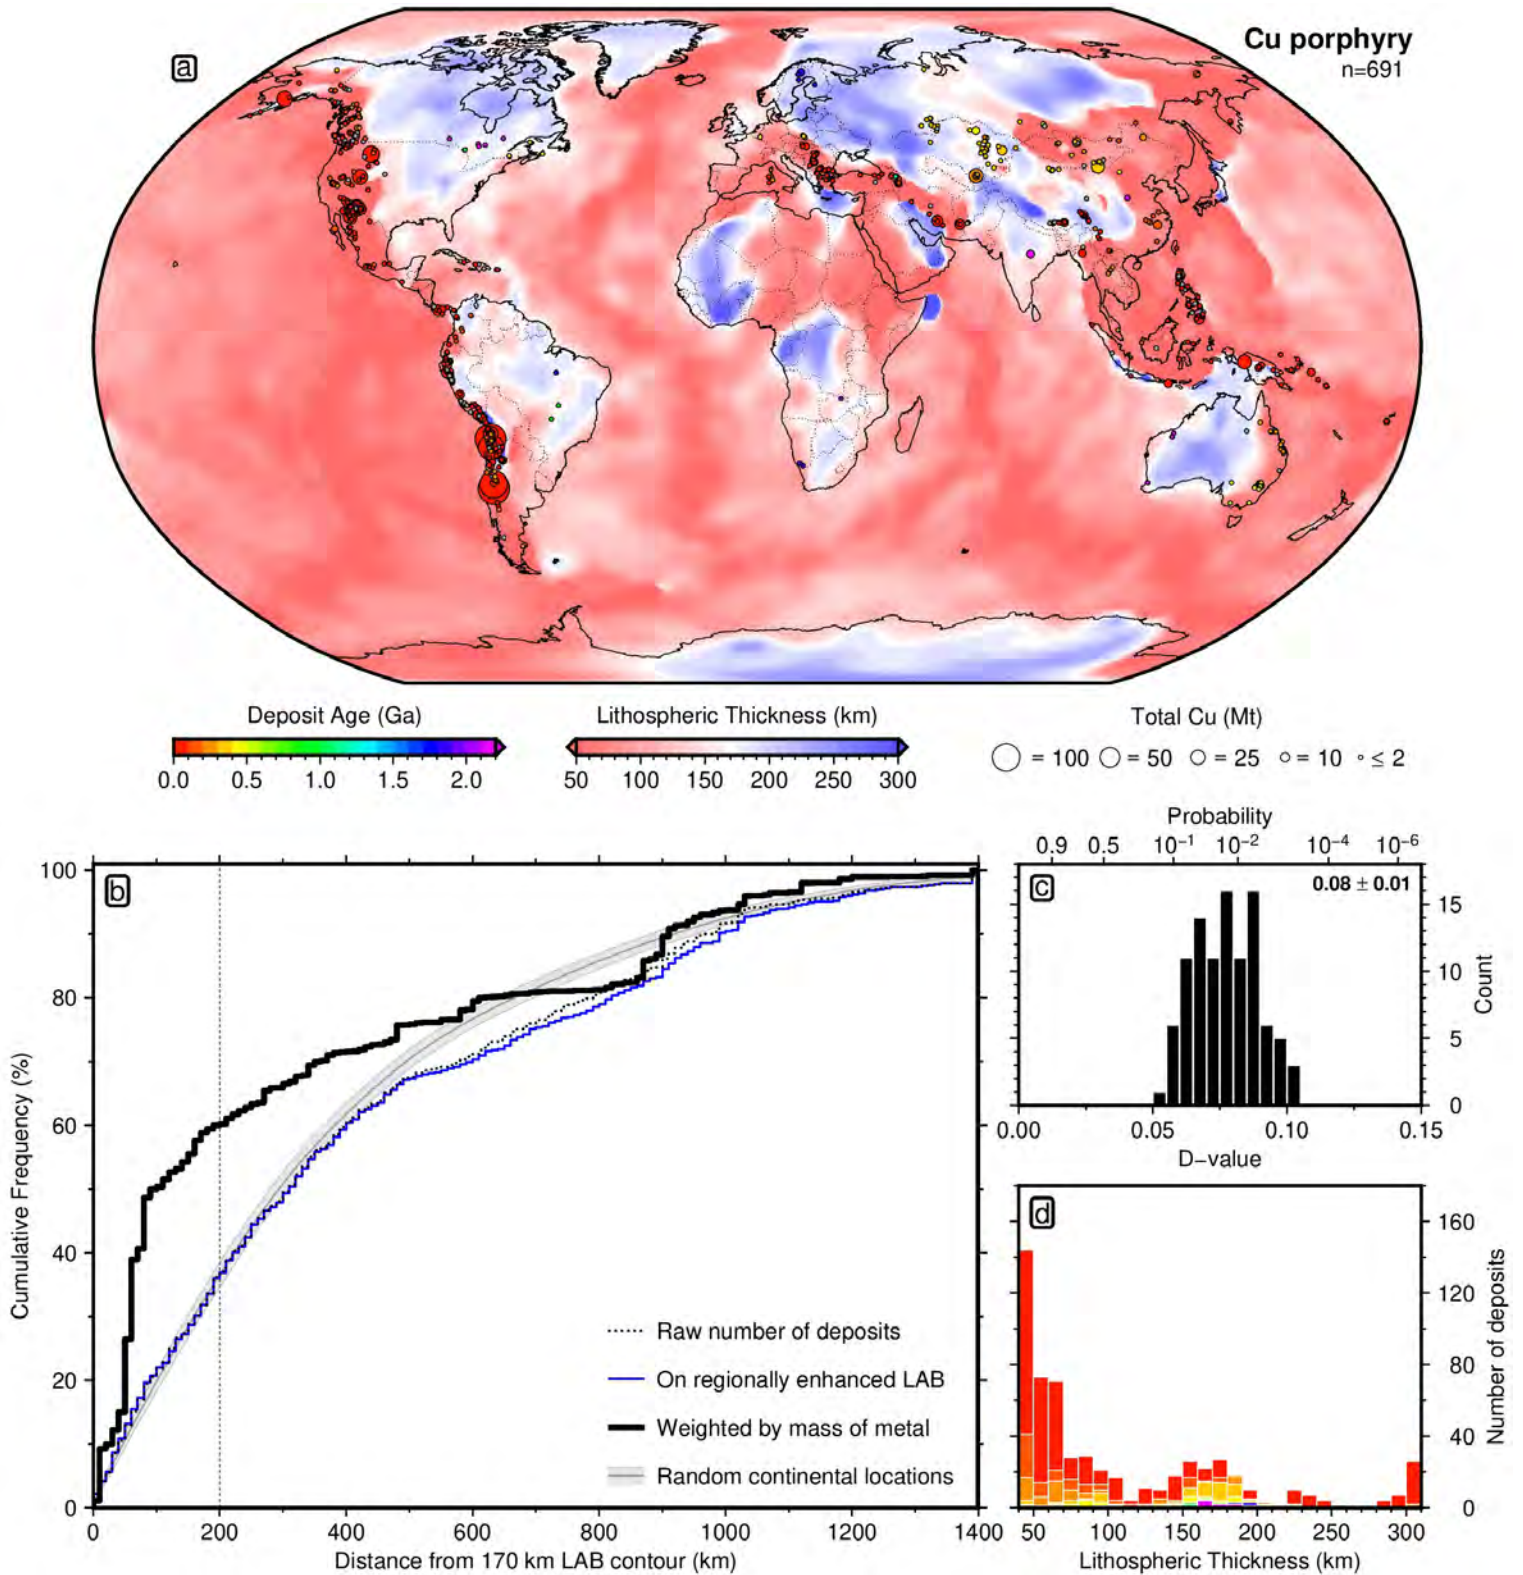 a
Cu porphyry
n=691
Deposit Age (Ga)
0.0 0.5 1.0 1.5 2.0
Lithospheric Thickness (km)
50 100 150 200 250 300
Total Cu (Mt)
= 100 = 50 = 25 = 10 ≤ 2
b
Cumulative Frequency (%)
100
80
60
40
20
0
Raw number of deposits
On regionally enhanced LAB
Weighted by mass of metal
Random continental locations
0 200 400 600 800 1000 1200 1400
Distance from 170 km LAB contour (km)
Probability
0.9 0.5 10⁻¹ 10⁻² 10⁻⁴ 10⁻⁶
c
0.08 ± 0.01
15
10
5
0
Count
0.00 0.05 0.10 0.15
D−value
d
160
120
80
40
0
Number of deposits
50 100 150 200 250 300
Lithospheric Thickness (km)